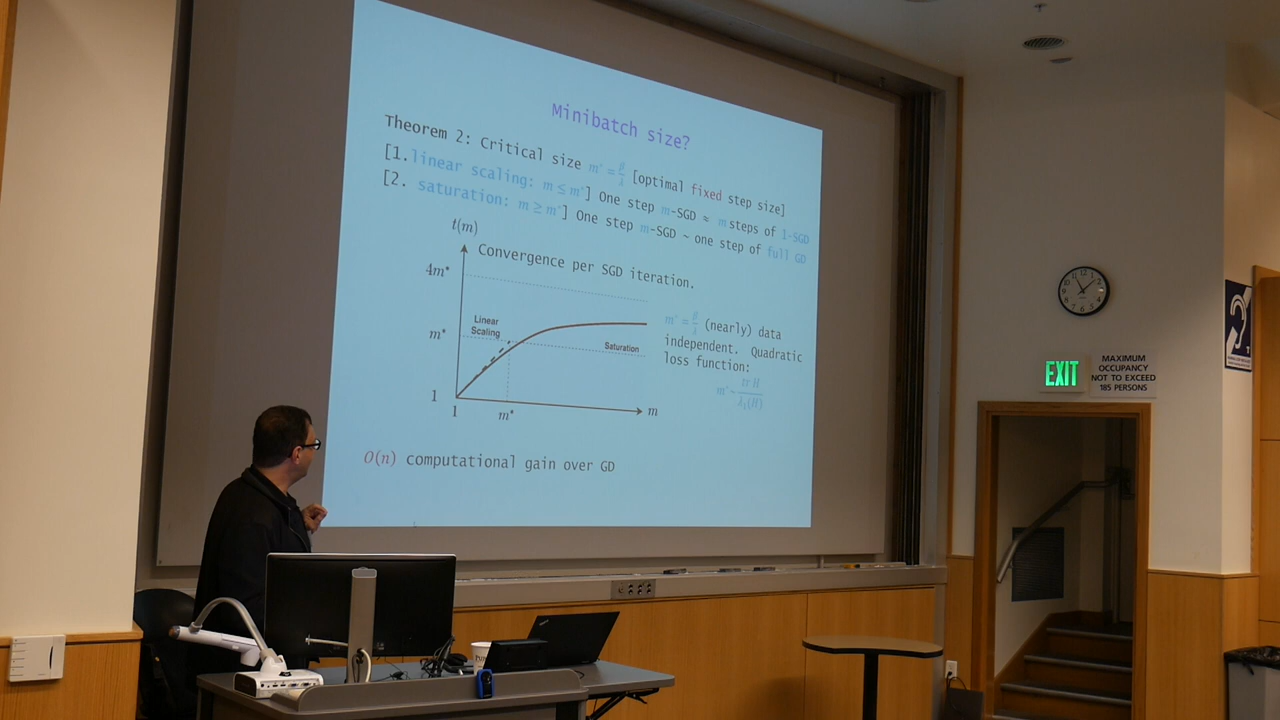 Minibatch size?
Theorem 2: Critical size m* = β/λ [optimal fixed step size]
[1.linear scaling: m ≤ m*] One step m-SGD ≈ m steps of 1-SGD
[2. saturation: m ≥ m*] One step m-SGD ~ one step of full GD
t(m)
Convergence per SGD iteration.
4m*
Linear
Scaling
m*
Saturation
1
1
m*
m
m* = β/λ (nearly) data
independent. Quadratic
loss function:
m* ~ tr H / λ₁(H)
O(n) computational gain over GD
EXIT
MAXIMUM
OCCUPANCY
NOT TO EXCEED
185 PERSONS